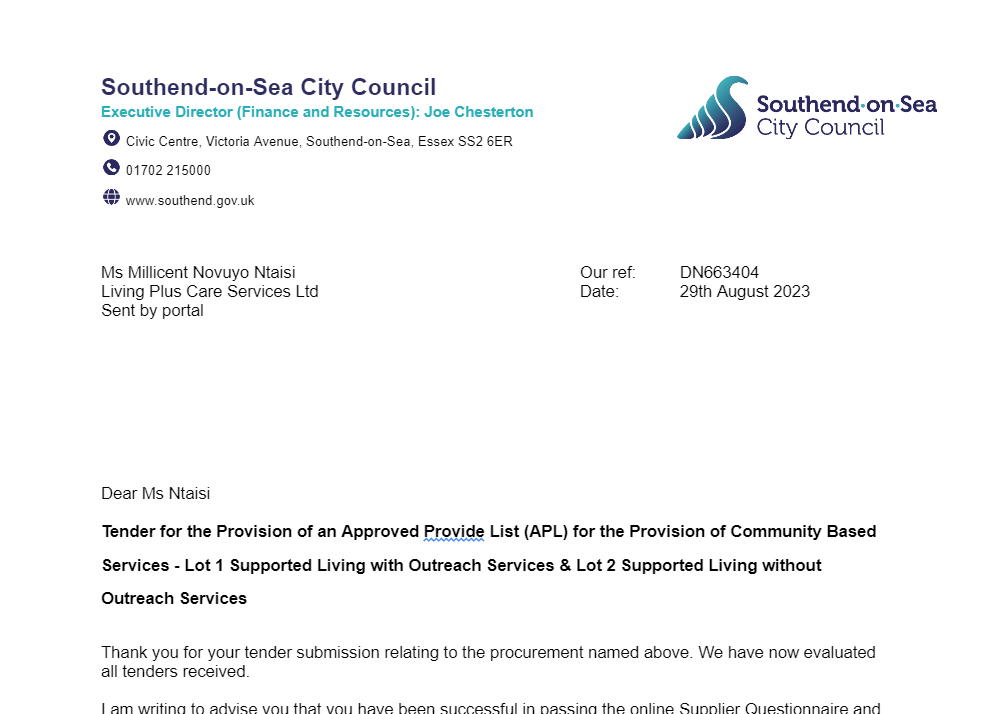 Southend-on-Sea City Council
Executive Director (Finance and Resources): Joe Chesterton
Civic Centre, Victoria Avenue, Southend-on-Sea, Essex SS2 6ER
01702 215000
www.southend.gov.uk
Southend·on·Sea
City Council
Ms Millicent Novuyo Ntaisi
Living Plus Care Services Ltd
Sent by portal
Our ref: DN663404
Date: 29th August 2023
Dear Ms Ntaisi
Tender for the Provision of an Approved Provide List (APL) for the Provision of Community Based
Services - Lot 1 Supported Living with Outreach Services & Lot 2 Supported Living without
Outreach Services
Thank you for your tender submission relating to the procurement named above. We have now evaluated
all tenders received.
I am writing to advise you that you have been successful in passing the online Supplier Questionnaire and